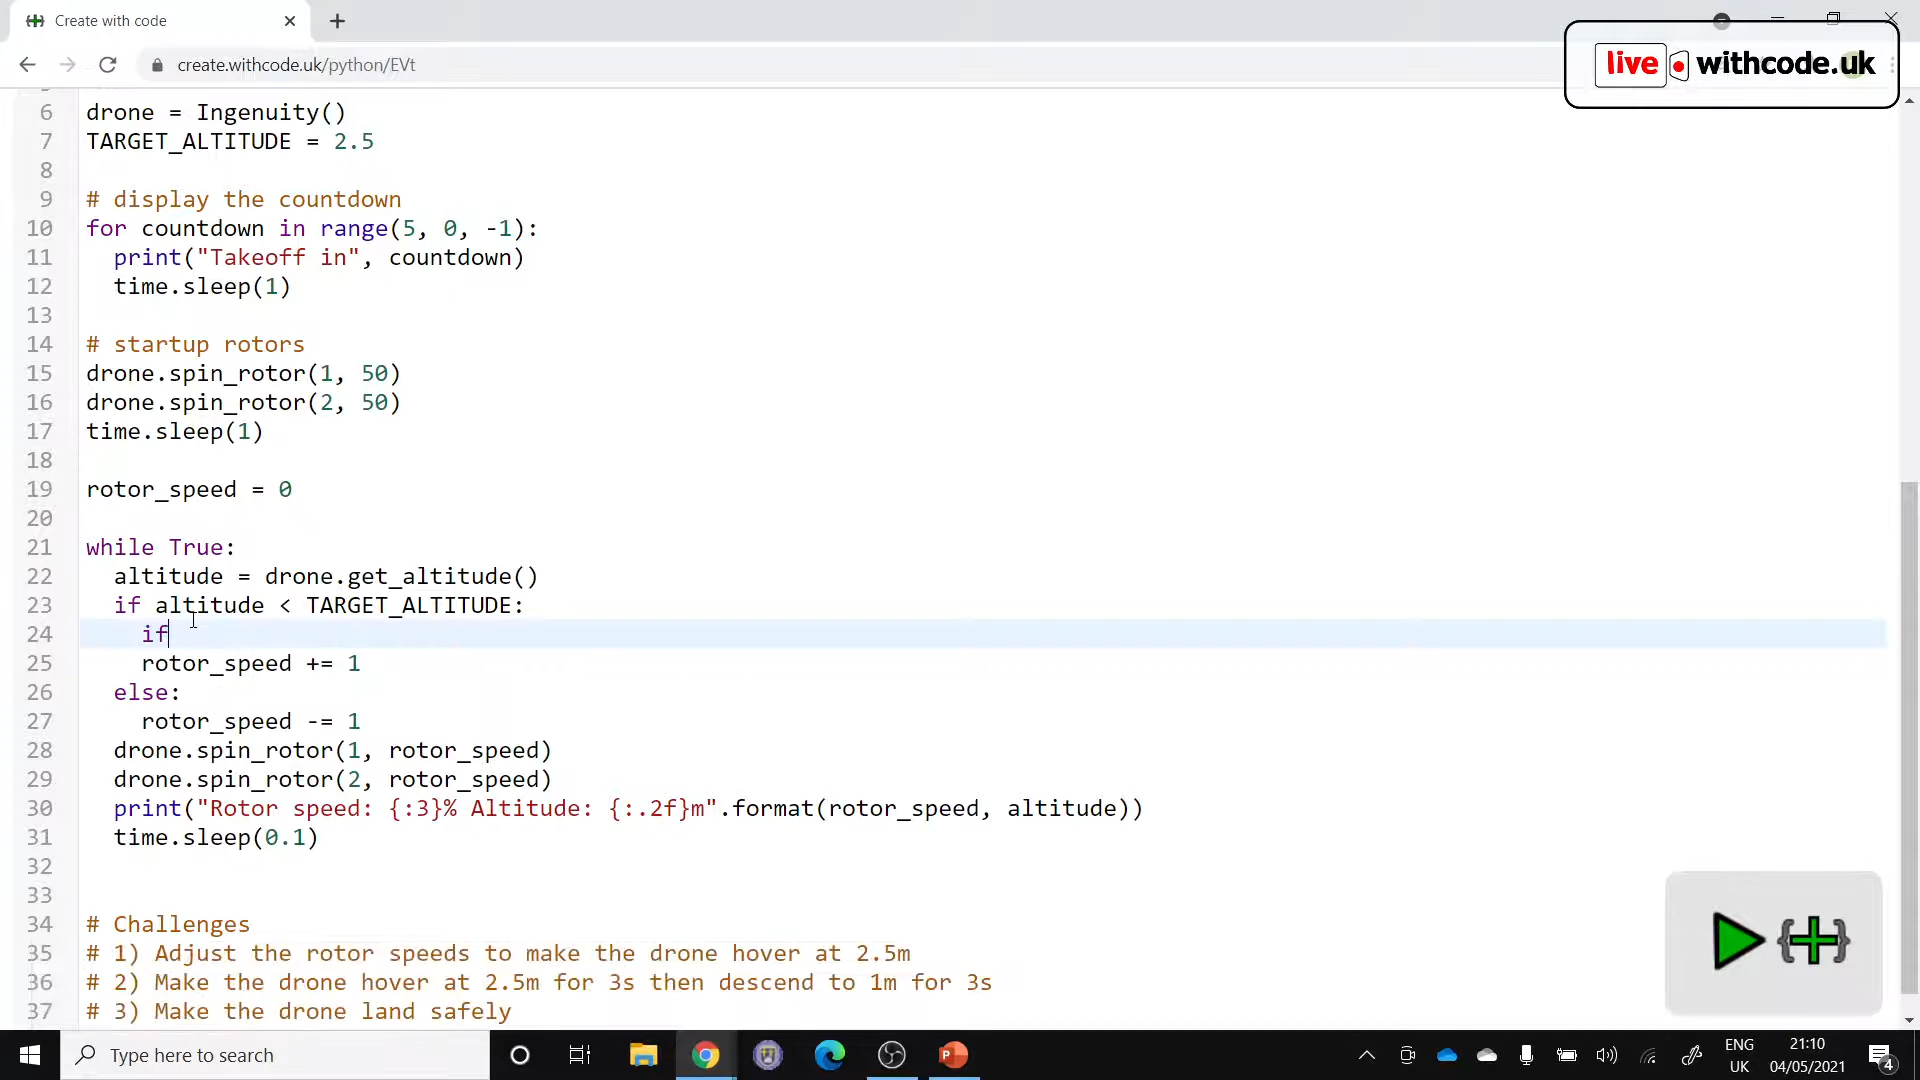 Create with code
create.withcode.uk/python/EVt
live withcode.uk
6 drone = Ingenuity()
7 TARGET_ALTITUDE = 2.5
8
9 # display the countdown
10 for countdown in range(5, 0, -1):
11 print("Takeoff in", countdown)
12 time.sleep(1)
13
14 # startup rotors
15 drone.spin_rotor(1, 50)
16 drone.spin_rotor(2, 50)
17 time.sleep(1)
18
19 rotor_speed = 0
20
21 while True:
22 altitude = drone.get_altitude()
23 if altitude < TARGET_ALTITUDE:
24 if
25 rotor_speed += 1
26 else:
27 rotor_speed -= 1
28 drone.spin_rotor(1, rotor_speed)
29 drone.spin_rotor(2, rotor_speed)
30 print("Rotor speed: {:3}% Altitude: {:.2f}m".format(rotor_speed, altitude))
31 time.sleep(0.1)
32
33
34 # Challenges
35 # 1) Adjust the rotor speeds to make the drone hover at 2.5m
36 # 2) Make the drone hover at 2.5m for 3s then descend to 1m for 3s
37 # 3) Make the drone land safely
{+}
Type here to search
ENG
UK
21:10
04/05/2021
4